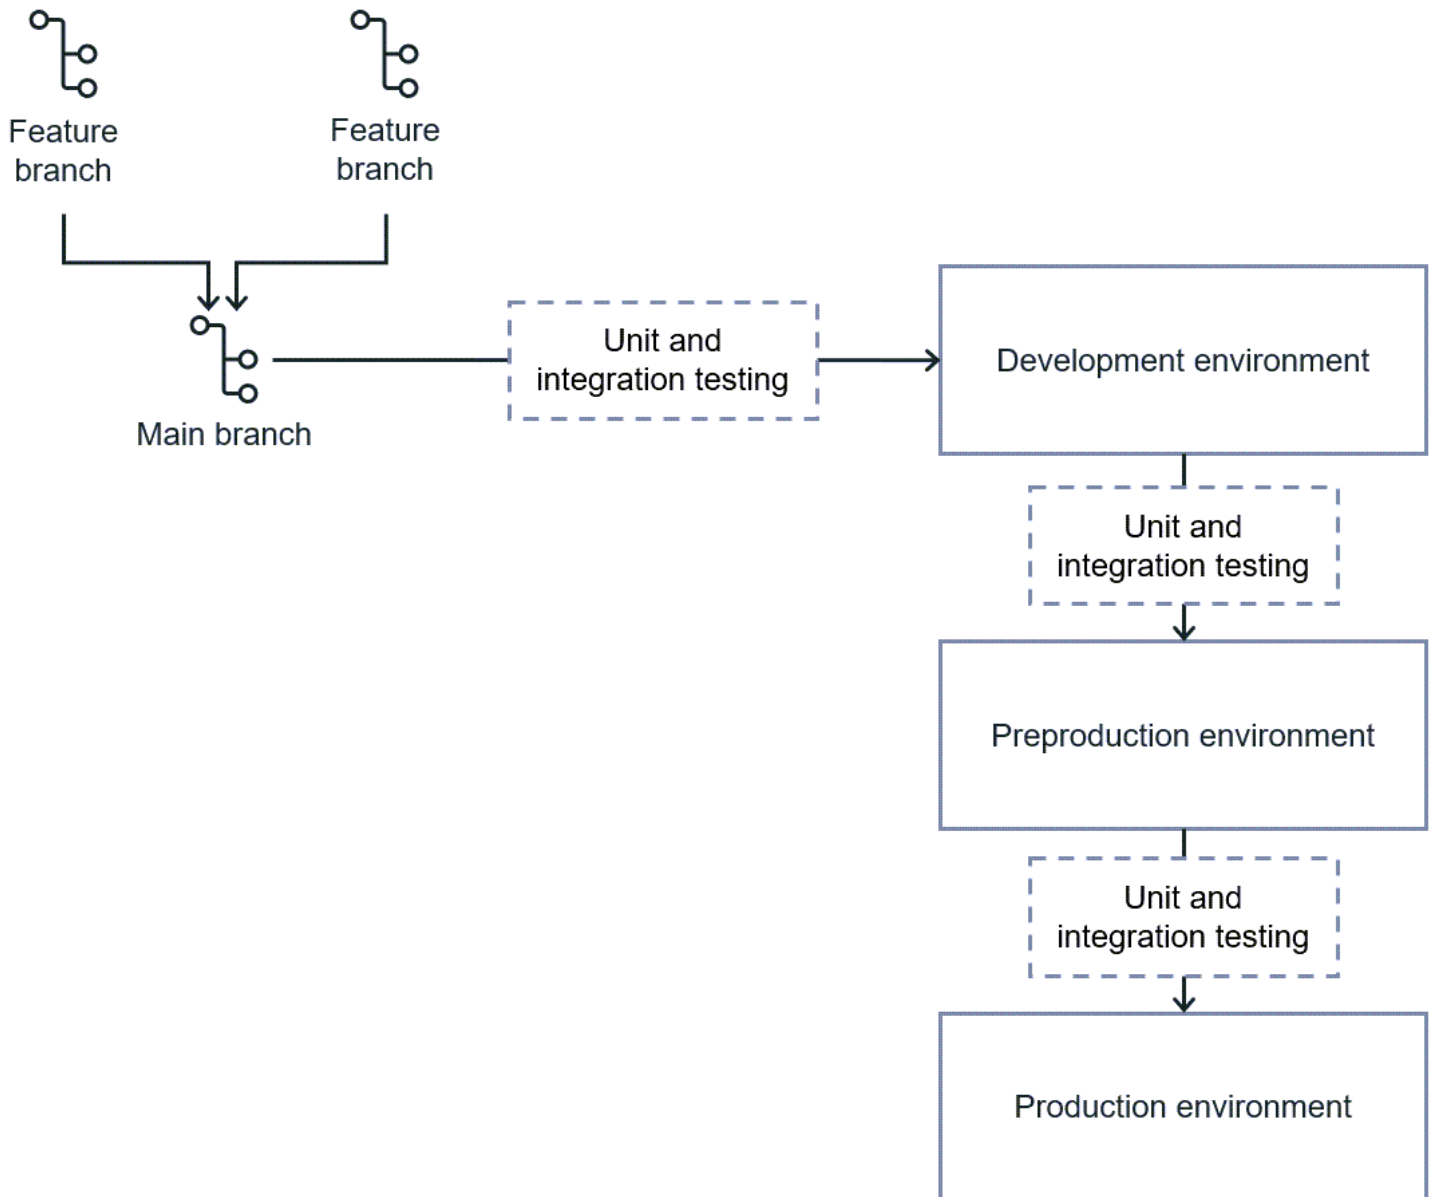 Feature
branch
Feature
branch
Main branch
Unit and
integration testing
Development environment
Unit and
integration testing
Preproduction environment
Unit and
integration testing
Production environment